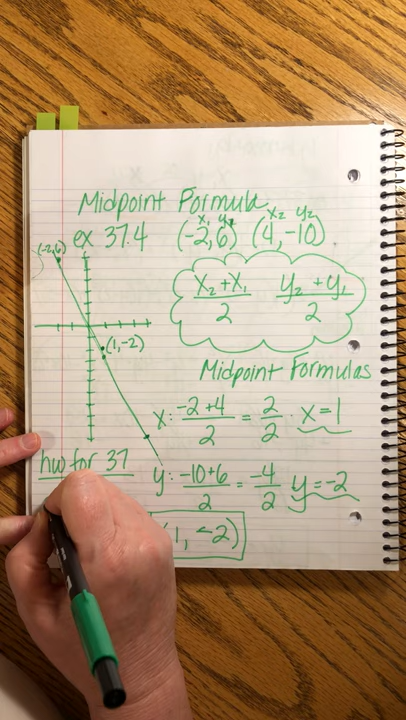 Midpoint Formula
x₁ y₁ x₂ y₂
ex 37.4 (-2,6) (4,-10)
(-2,6)
x₂+x₁/2 y₂+y₁/2
(1,-2)
Midpoint Formulas
x: -2+4/2 = 2/2 · x=1
hw for 37
y: -10+6/2 = -4/2 y=-2
(1, -2)